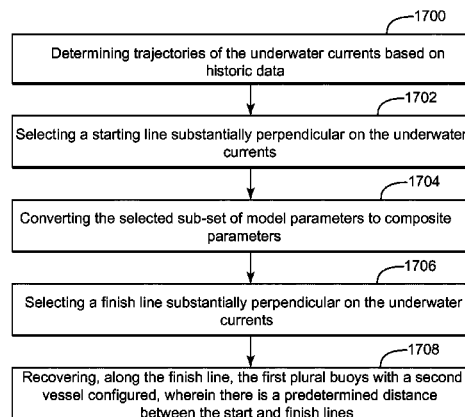 1700
Determining trajectories of the underwater currents based on
historic data
1702
Selecting a starting line substantially perpendicular on the underwater
currents
1704
Converting the selected sub-set of model parameters to composite
parameters
1706
Selecting a finish line substantially perpendicular on the underwater
currents
1708
Recovering, along the finish line, the first plural buoys with a second
vessel configured, wherein there is a predetermined distance
between the start and finish lines